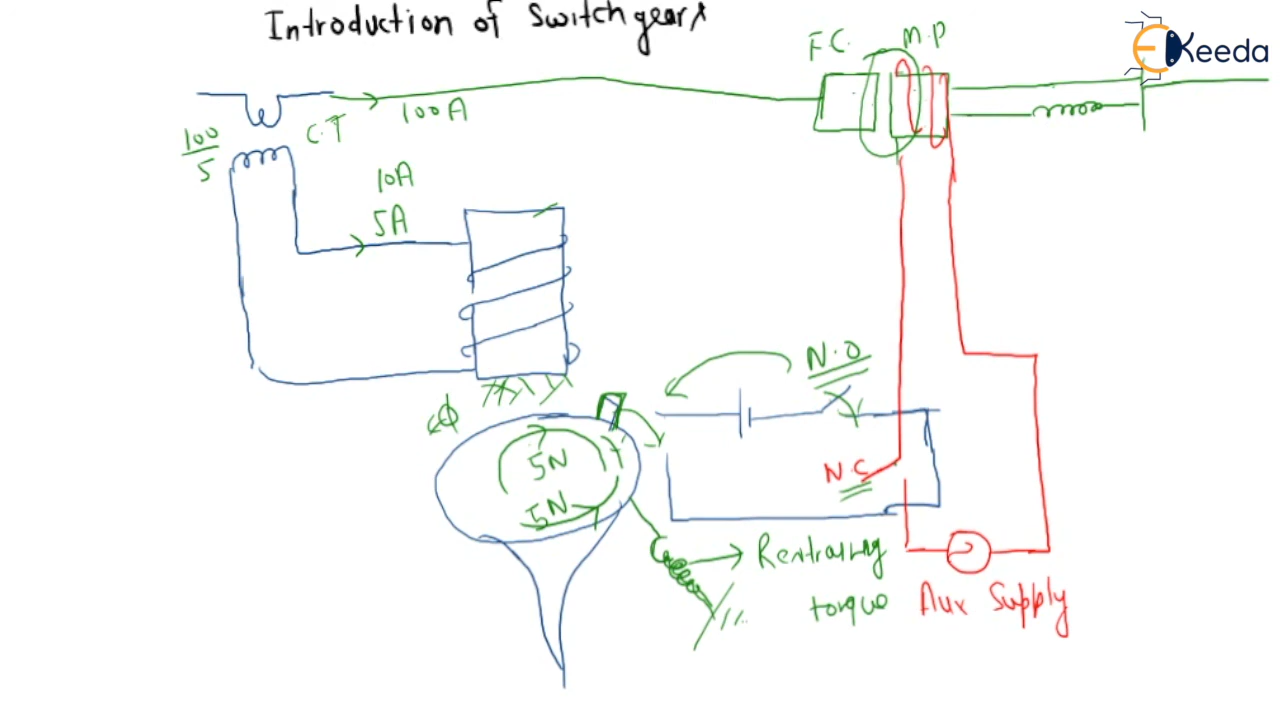 Introduction of Switchgear
Keeda
F.C.
M.P
100A
C.T
100
5
10A
5A
N.O
φ
5N
5N
N.C
Restraining
torque
Aux Supply